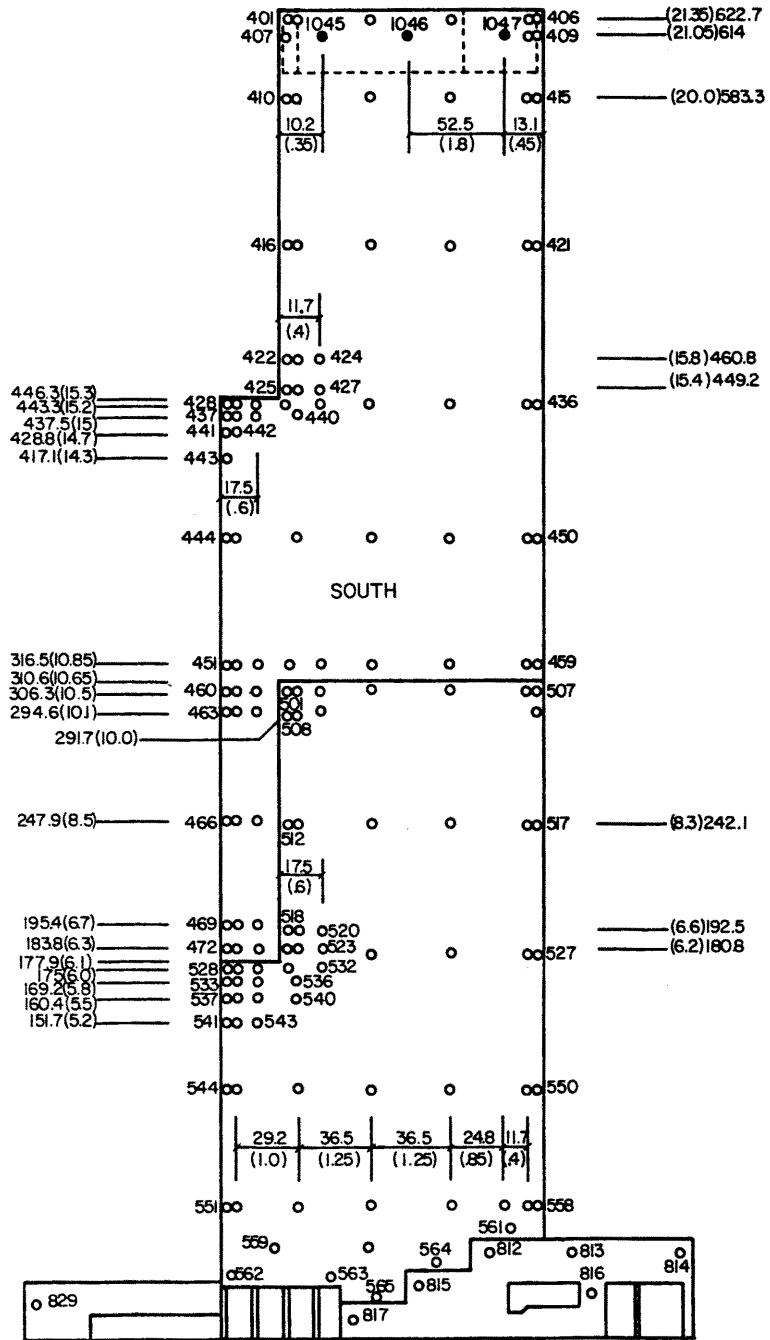 401 1045 1046 1047 406 (21.35)622.7
407 409 (21.05)614
410 415 (20.0)583.3
10.2 52.5 13.1
(.35) (1.8) (.45)
416 421
11.7
(.4)
422 424 (15.8)460.8
425 427 (15.4)449.2
446.3(15.3)
443.3(15.2) 428 436
437.5(15) 437 440
428.8(14.7) 441 442
417.1(14.3) 443
17.5
(.6)
444 450
SOUTH
316.5(10.85) 451 459
310.6(10.65)
306.3(10.5) 460 507
501
294.6(10.1) 463
508
291.7(10.0)
247.9(8.5) 466 517 (8.3)242.1
512
17.5
(.6)
518
195.4(6.7) 469 520 (6.6)192.5
183.8(6.3) 472 523 527 (6.2)180.8
177.9(6.1)
175(6.0) 528 532
169.2(5.8) 533 536
160.4(5.5) 537 540
151.7(5.2) 541 543
544 550
29.2 36.5 36.5 24.8 11.7
(1.0) (1.25) (1.25) (.85) (.4)
551 558
561
559 564 812 813 814
562 563 565 815 816
829 817